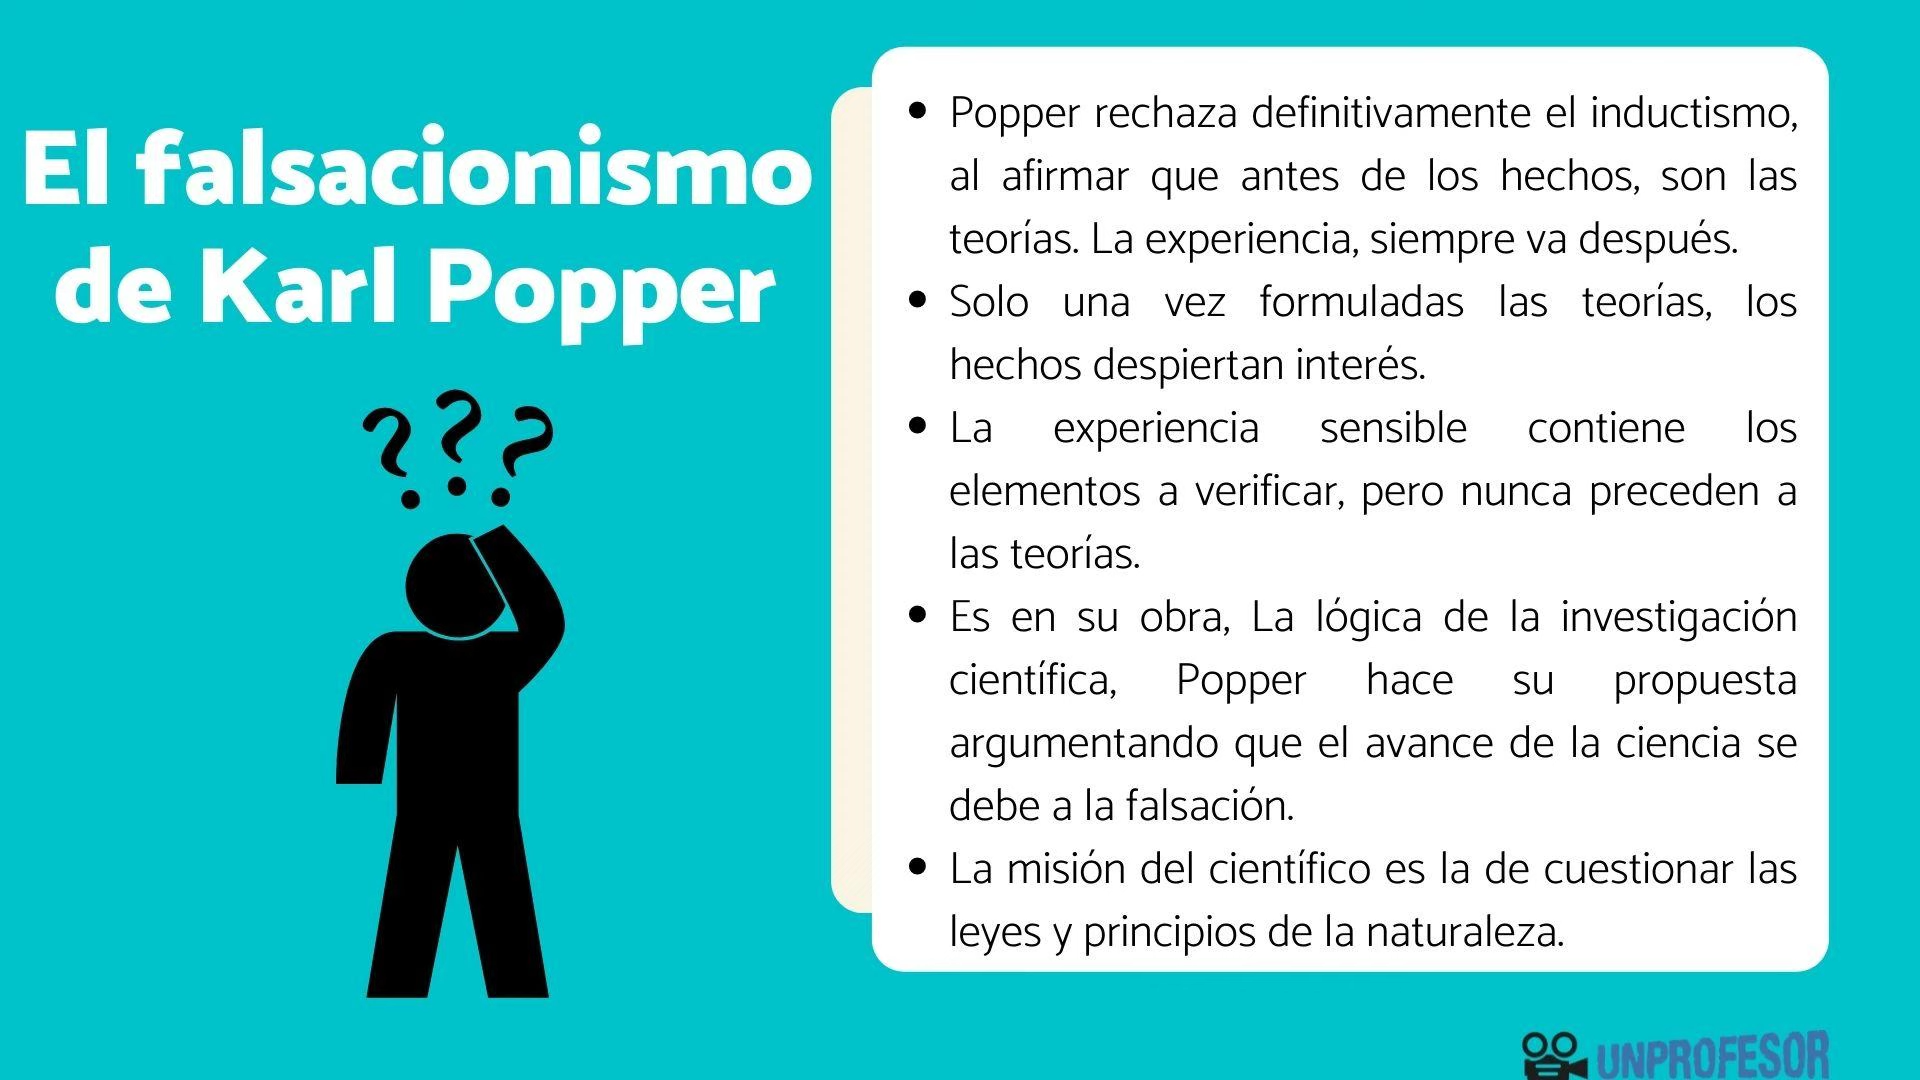 El falsacionismo
de Karl Popper
? ? ?
• Popper rechaza definitivamente el inductismo,
al afirmar que antes de los hechos, son las
teorías. La experiencia, siempre va después.
• Solo una vez formuladas las teorías, los
hechos despiertan interés.
• La experiencia sensible contiene los
elementos a verificar, pero nunca preceden a
las teorías.
• Es en su obra, La lógica de la investigación
científica, Popper hace su propuesta
argumentando que el avance de la ciencia se
debe a la falsación.
• La misión del científico es la de cuestionar las
leyes y principios de la naturaleza.
UNPROFESOR